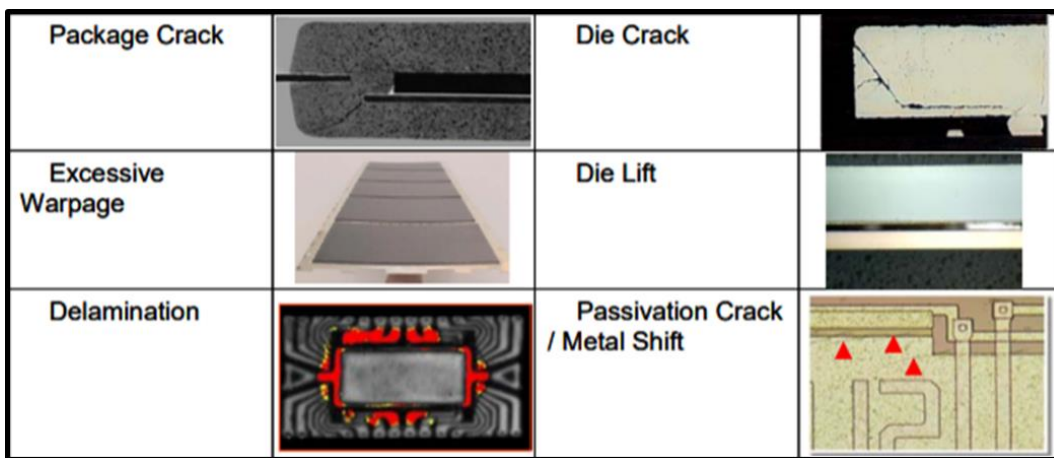 Package Crack
Die Crack
Excessive
Warpage
Die Lift
Delamination
Passivation Crack
/ Metal Shift